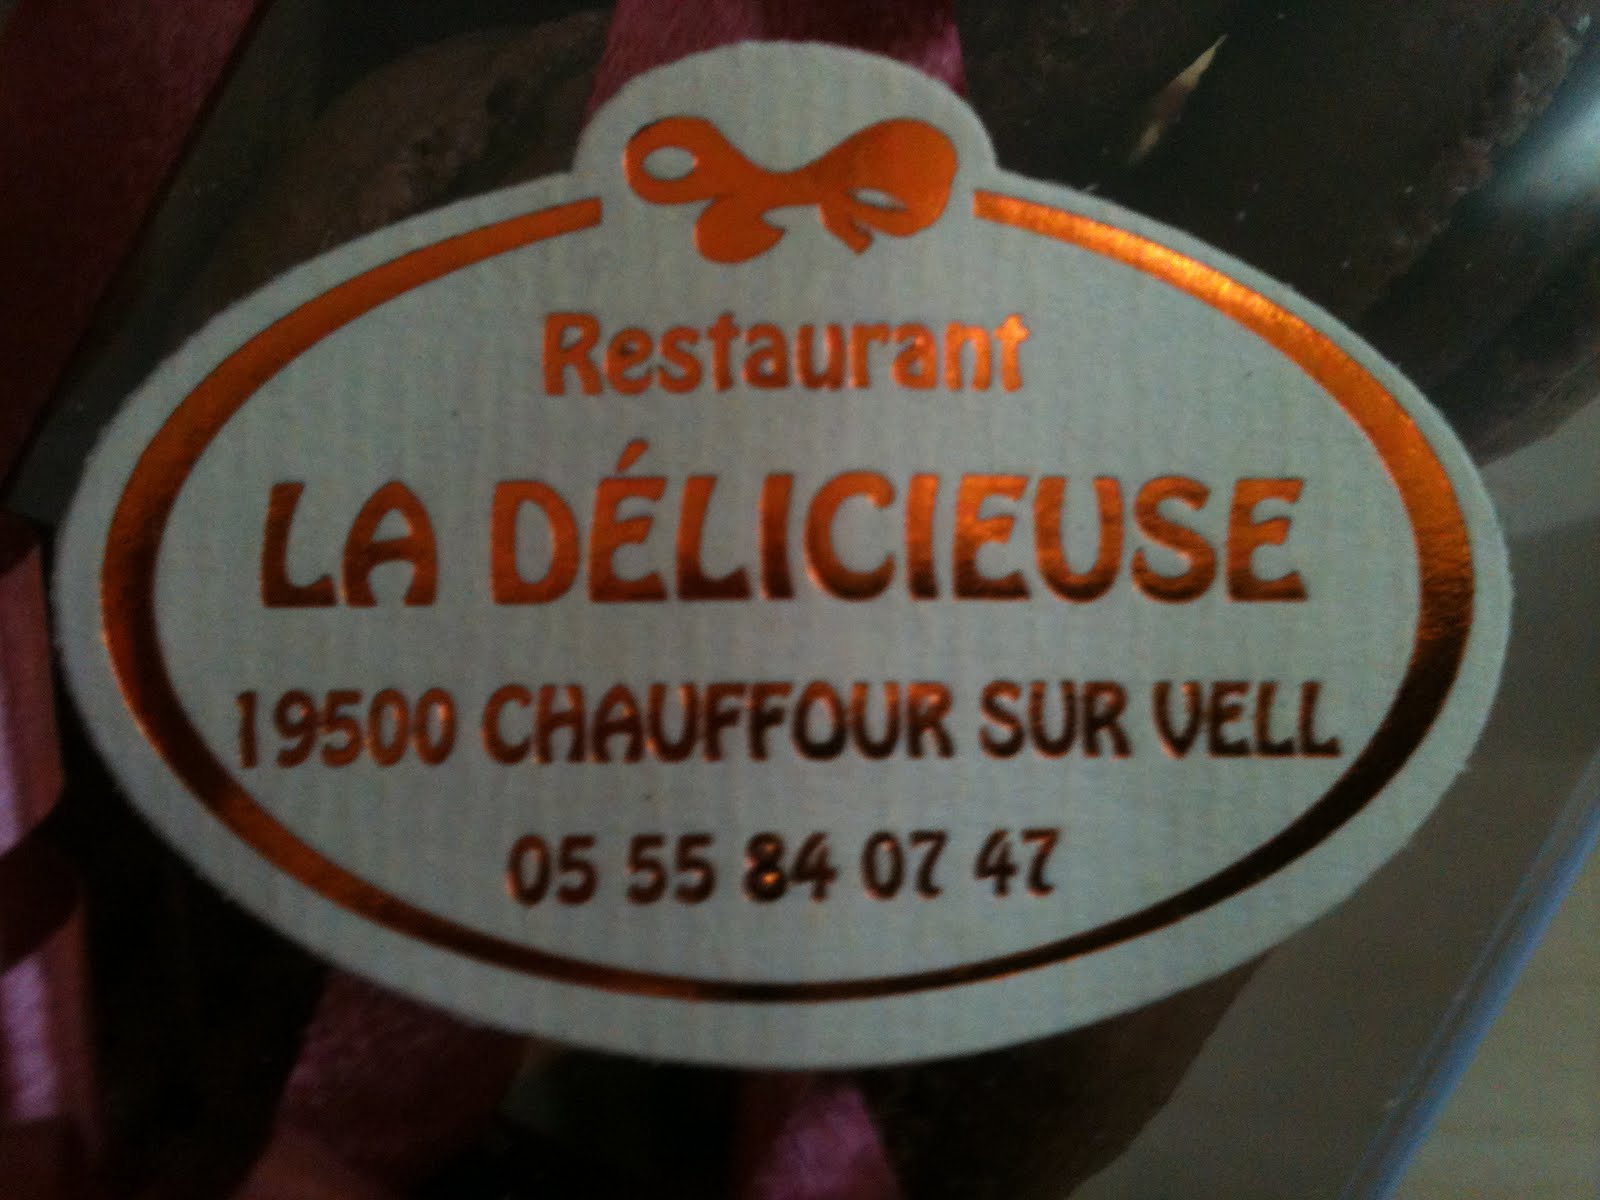 Restaurant
LA DÉLICIEUSE
19500 CHAUFFOUR SUR VELL
05 55 84 07 47